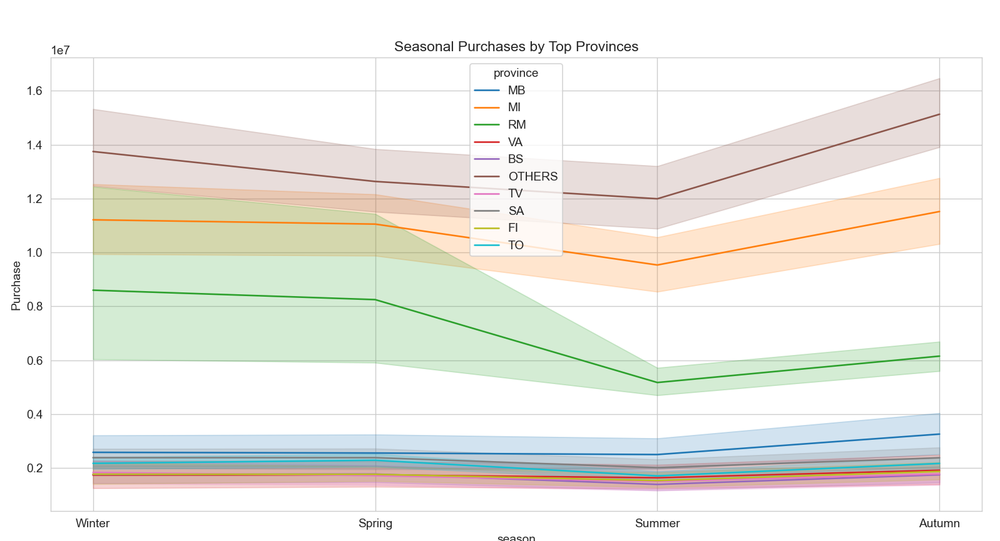 Seasonal Purchases by Top Provinces
1e7
province
MB
MI
RM
VA
BS
OTHERS
TV
SA
FI
TO
1.6
1.4
1.2
1.0
0.8
0.6
0.4
0.2
Purchase
Winter
Spring
Summer
Autumn
season